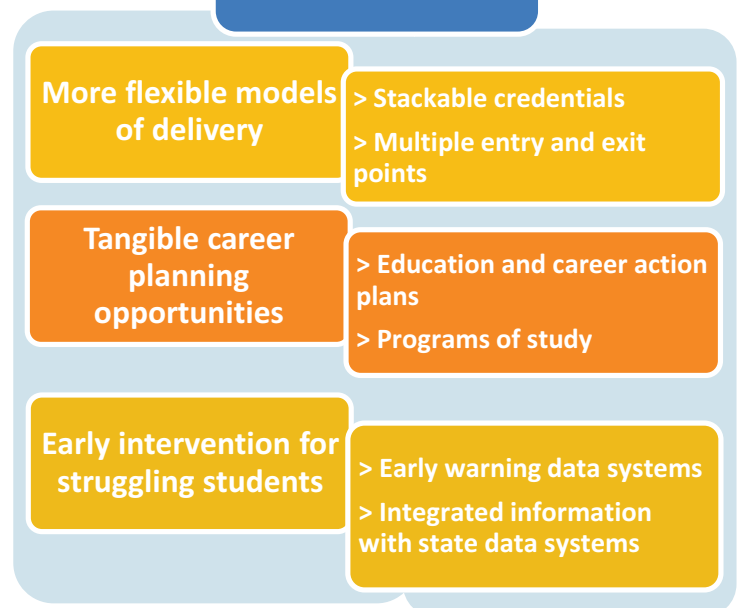 More flexible models
of delivery
> Stackable credentials
> Multiple entry and exit
points
Tangible career
planning
opportunities
> Education and career action
plans
> Programs of study
Early intervention for
struggling students
> Early warning data systems
> Integrated information
with state data systems